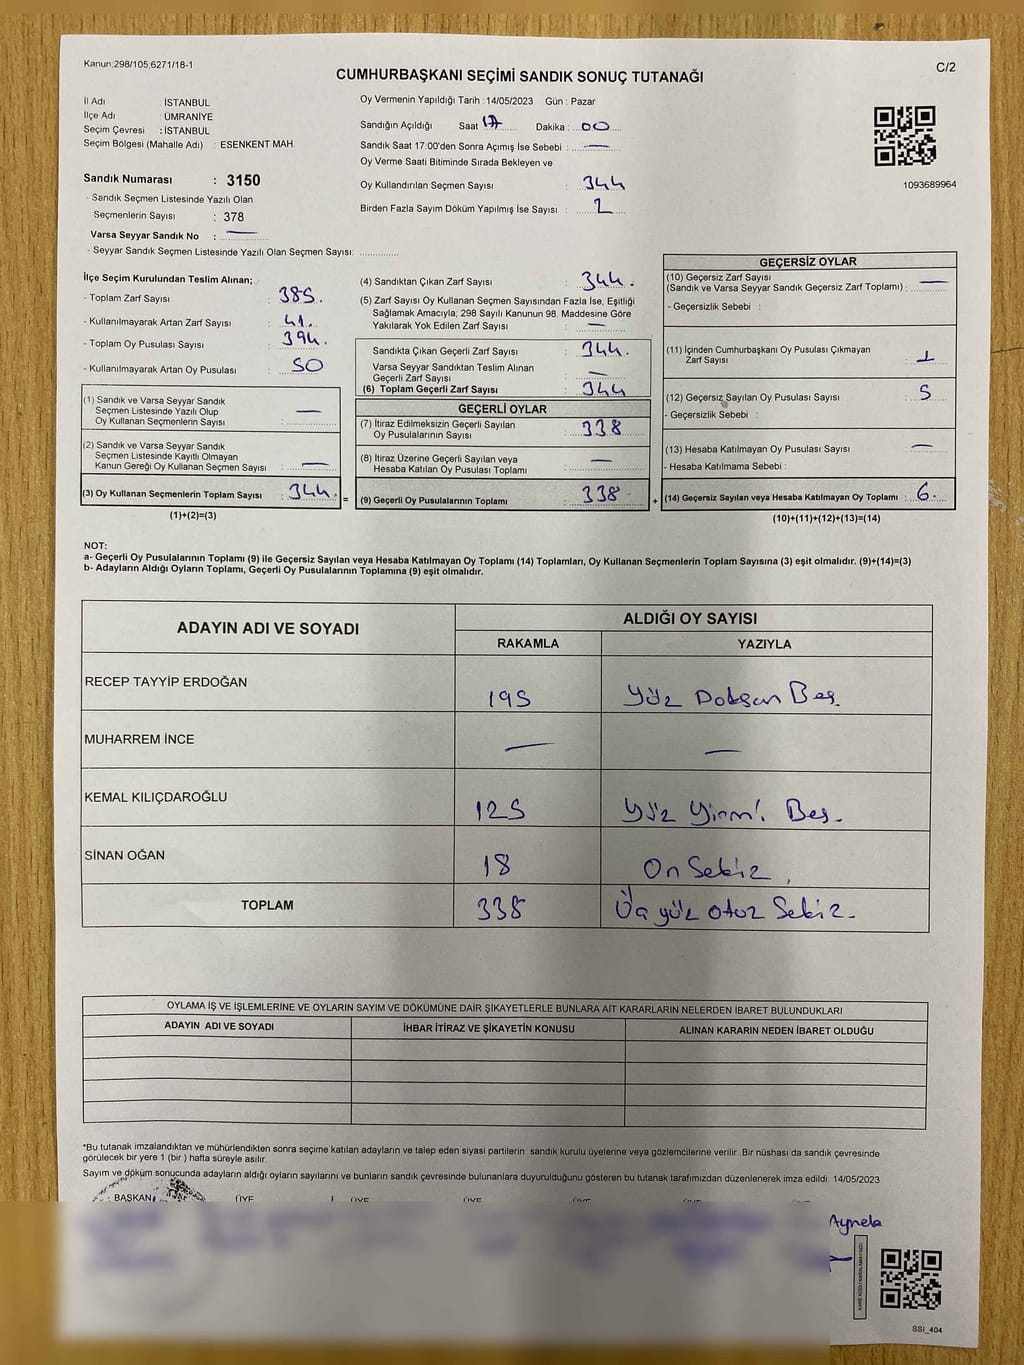 Kanun;298/105;6271/18-1
C/2
CUMHURBAŞKANI SEÇİMİ SANDIK SONUÇ TUTANAĞI
İl Adı : İSTANBUL
İlçe Adı : ÜMRANİYE
Seçim Çevresi : İSTANBUL
Seçim Bölgesi (Mahalle Adı) : ESENKENT MAH.
Sandık Numarası : 3150
- Sandık Seçmen Listesinde Yazılı Olan
Seçmenlerin Sayısı : 378
Varsa Seyyar Sandık No : —
- Seyyar Sandık Seçmen Listesinde Yazılı Olan Seçmen Sayısı:
Oy Vermenin Yapıldığı Tarih : 14/05/2023 Gün : Pazar
Sandığın Açıldığı Saat 17 Dakika : 00
Sandık Saat 17:00'den Sonra Açımış İse Sebebi : —
Oy Verme Saati Bitiminde Sırada Bekleyen ve
Oy Kullandırılan Seçmen Sayısı : 344
Birden Fazla Sayım Döküm Yapılmış İse Sayısı : 1
1093689964
İlçe Seçim Kurulundan Teslim Alınan;
- Toplam Zarf Sayısı : 385.
- Kullanılmayarak Artan Zarf Sayısı : 41.
- Toplam Oy Pusulası Sayısı : 394.
- Kullanılmayarak Artan Oy Pusulası : 50
(1) Sandık ve Varsa Seyyar Sandık
Seçmen Listesinde Yazılı Olup
Oy Kullanan Seçmenlerin Sayısı : —
(2) Sandık ve Varsa Seyyar Sandık
Seçmen Listesinde Kayıtlı Olmayan
Kanun Gereği Oy Kullanan Seçmen Sayısı : —
(3) Oy Kullanan Seçmenlerin Toplam Sayısı : 344. =
(1)+(2)=(3)
(4) Sandıktan Çıkan Zarf Sayısı : 344.
(5) Zarf Sayısı Oy Kullanan Seçmen Sayısından Fazla İse, Eşitliği
Sağlamak Amacıyla; 298 Sayılı Kanunun 98. Maddesine Göre
Yakılarak Yok Edilen Zarf Sayısı : —
Sandıkta Çıkan Geçerli Zarf Sayısı : 344.
Varsa Seyyar Sandıktan Teslim Alınan
Geçerli Zarf Sayısı : —
(6) Toplam Geçerli Zarf Sayısı : 344
GEÇERLİ OYLAR
(7) İtiraz Edilmeksizin Geçerli Sayılan
Oy Pusulalarının Sayısı : 338
(8) İtiraz Üzerine Geçerli Sayılan veya
Hesaba Katılan Oy Pusulaları Toplamı : —
(9) Geçerli Oy Pusulalarının Toplamı : 338 +
GEÇERSİZ OYLAR
(10) Geçersiz Zarf Sayısı
(Sandık ve Varsa Seyyar Sandık Geçersiz Zarf Toplamı) : —
- Geçersizlik Sebebi :
(11) İçinden Cumhurbaşkanı Oy Pusulası Çıkmayan
Zarf Sayısı : 1
(12) Geçersiz Sayılan Oy Pusulası Sayısı : 5
- Geçersizlik Sebebi :
(13) Hesaba Katılmayan Oy Pusulası Sayısı : —
- Hesaba Katılmama Sebebi :
(14) Geçersiz Sayılan veya Hesaba Katılmayan Oy Toplamı : 6.
(10)+(11)+(12)+(13)=(14)
NOT:
a- Geçerli Oy Pusulalarının Toplamı (9) ile Geçersiz Sayılan veya Hesaba Katılmayan Oy Toplamı (14) Toplamları, Oy Kullanan Seçmenlerin Toplam Sayısına (3) eşit olmalıdır. (9)+(14)=(3)
b- Adayların Aldığı Oyların Toplamı, Geçerli Oy Pusulalarının Toplamına (9) eşit olmalıdır.
ADAYIN ADI VE SOYADI
ALDIĞI OY SAYISI
RAKAMLA YAZIYLA
RECEP TAYYİP ERDOĞAN 195 Yüz Doksan Beş.
MUHARREM İNCE — —
KEMAL KILIÇDAROĞLU 125 Yüz Yirmi Beş.
SİNAN OĞAN 18 On Sekiz.
TOPLAM 338 Üç yüz otuz Sekiz.
OYLAMA İŞ VE İŞLEMLERİNE VE OYLARIN SAYIM VE DÖKÜMÜNE DAİR ŞİKAYETLERLE BUNLARA AİT KARARLARIN NELERDEN İBARET BULUNDUKLARI
ADAYIN ADI VE SOYADI İHBAR İTİRAZ VE ŞİKAYETİN KONUSU ALINAN KARARIN NEDEN İBARET OLDUĞU
*Bu tutanak imzalandıktan ve mühürlendikten sonra seçime katılan adayların ve talep eden siyasi partilerin sandık kurulu üyelerine veya gözlemcilerine verilir .Bir nüshası da sandık çevresinde
görülecek bir yere 1 (bir ) hafta süreyle asılır.
Sayım ve döküm sonucunda adayların aldığı oyların sayılarını ve bunların sandık çevresinde bulunanlara duyurulduğunu gösteren bu tutanak tarafımızdan düzenlenerek imza edildi. 14/05/2023
BAŞKAN ÜYE ÜYE ÜYE ÜYE ÜYE ÜYE
SSI_404